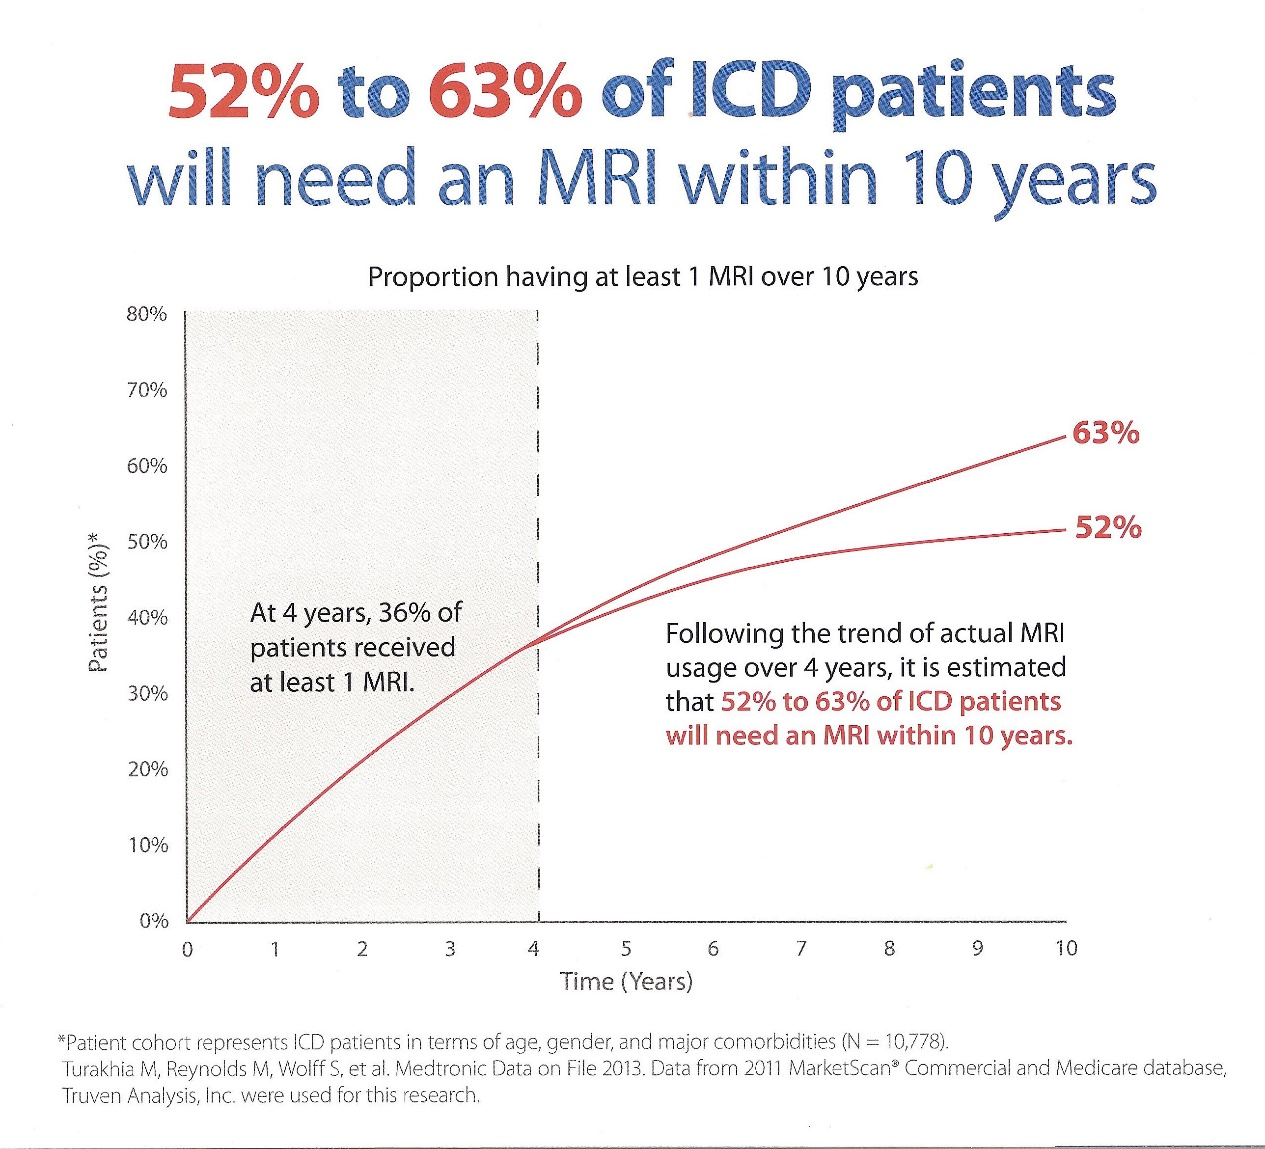 52% to 63% of ICD patients
will need an MRI within 10 years
Proportion having at least 1 MRI over 10 years
80%
70%
60%
50%
40%
30%
20%
10%
0%
Patients (%)*
63%
52%
At 4 years, 36% of
patients received
at least 1 MRI.
Following the trend of actual MRI
usage over 4 years, it is estimated
that 52% to 63% of ICD patients
will need an MRI within 10 years.
0 1 2 3 4 5 6 7 8 9 10
Time (Years)
*Patient cohort represents ICD patients in terms of age, gender, and major comorbidities (N = 10,778).
Turakhia M, Reynolds M, Wolff S, et al. Medtronic Data on File 2013. Data from 2011 MarketScan® Commercial and Medicare database,
Truven Analysis, Inc. were used for this research.